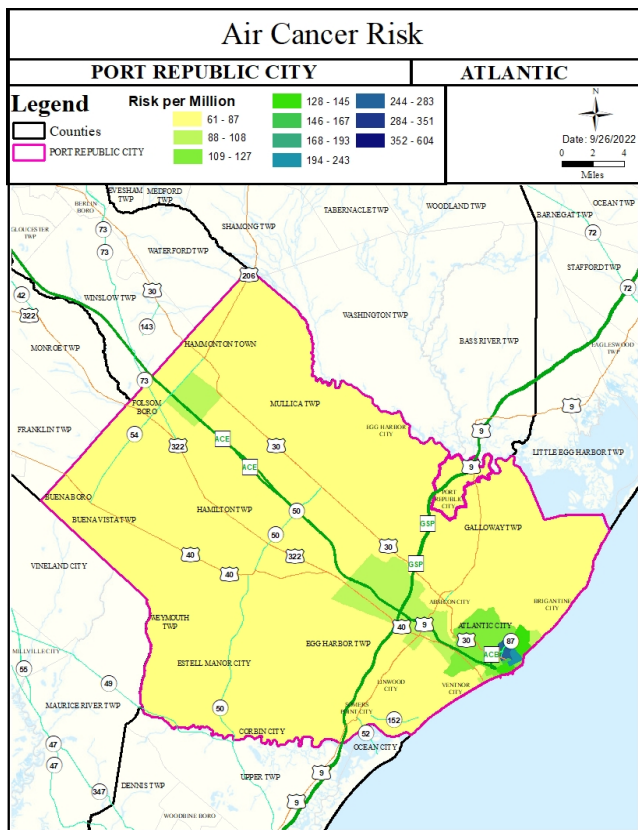 Air Cancer Risk
PORT REPUBLIC CITY
ATLANTIC
Legend
Counties
PORT REPUBLIC CITY
Risk per Million
61 - 87
88 - 108
109 - 127
128 - 145
146 - 167
168 - 193
194 - 243
244 - 283
284 - 351
352 - 604
N
Date: 9/26/2022
0 2 4
Miles
EVESHAM TWP
MEDFORD TWP
BERLIN BORO
GLOUCESTER TWP
SHAMONG TWP
TABERNACLE TWP
WOODLAND TWP
OCEAN TWP
BARNEGAT TWP
73
73
WATERFORD TWP
72
STAFFORD TWP
206
72
42
WINSLOW TWP
30
322
143
WASHINGTON TWP
BASS RIVER TWP
EAGLESWOOD TWP
MONROE TWP
HAMMONTON TOWN
73
FOLSOM BORO
MULLICA TWP
9
9
FRANKLIN TWP
54
322
ACE
30
EGG HARBOR CITY
LITTLE EGG HARBOR TWP
ACE
9
BUENA BORO
PORT REPUBLIC CITY
BUENA VISTA TWP
HAMILTON TWP
50
GSP
GALLOWAY TWP
50
322
30
VINELAND CITY
40
40
GSP
ABSECON CITY
BRIGANTINE CITY
WEYMOUTH TWP
40
9
ATLANTIC CITY
EGG HARBOR TWP
30
87
MILLVILLE CITY
ESTELL MANOR CITY
ACE
55
49
LINWOOD CITY
VENTNOR CITY
MAURICE RIVER TWP
50
SOMERS POINT CITY
152
47
CORBIN CITY
52
OCEAN CITY
47
UPPER TWP
9
347
DENNIS TWP
9
WOODBINE BORO